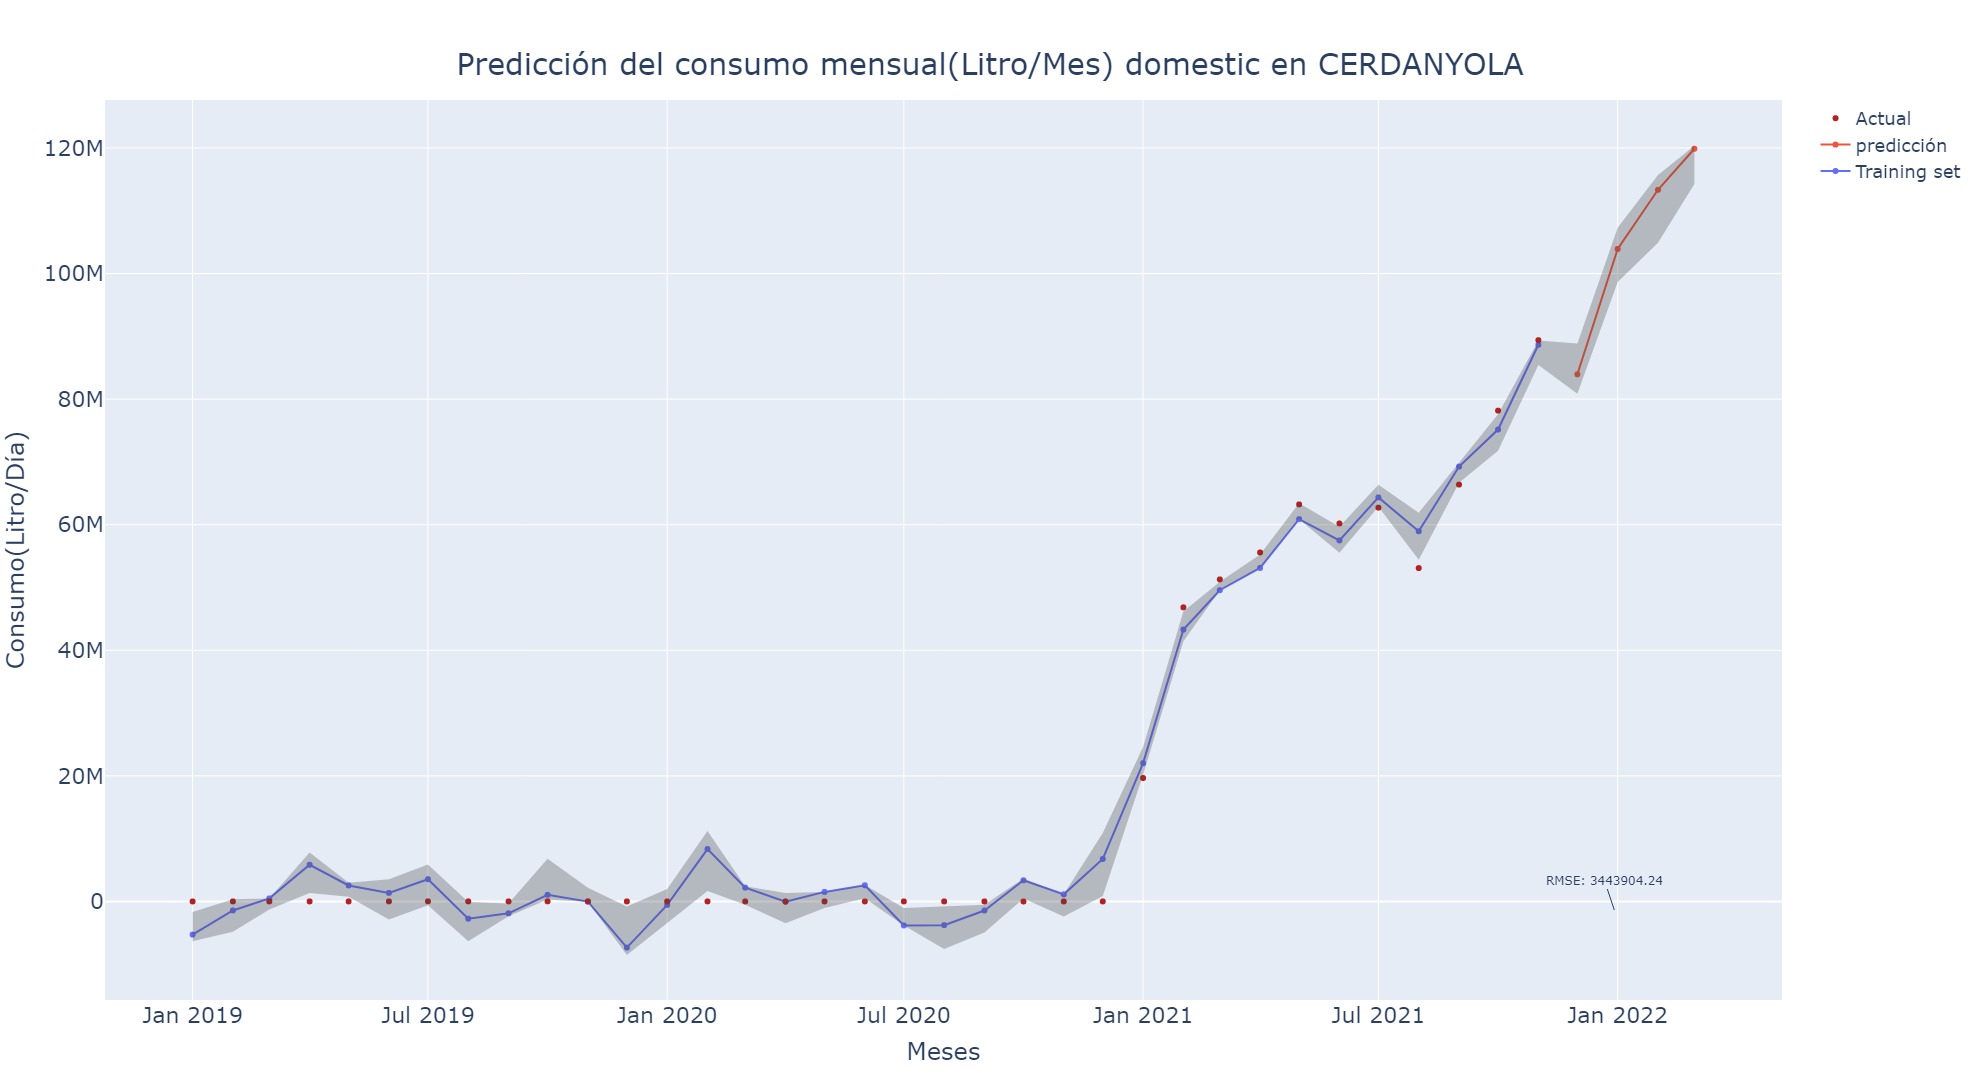 Predicción del consumo mensual(Litro/Mes) domestic en CERDANYOLA
Actual
predicción
Training set
120M
100M
80M
60M
40M
20M
0
Consumo(Litro/Día)
RMSE: 3443904.24
Jan 2019
Jul 2019
Jan 2020
Jul 2020
Jan 2021
Jul 2021
Jan 2022
Meses